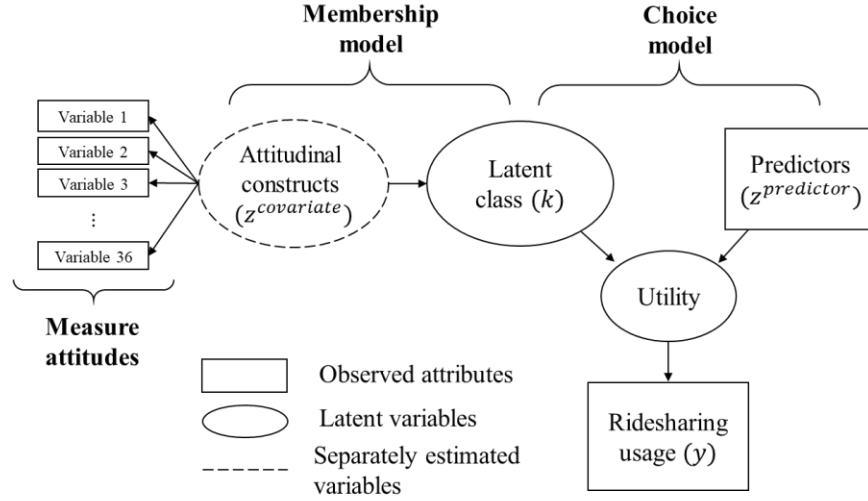 Membership
model
Choice
model
Variable 1
Variable 2
Variable 3
⋮
Variable 36
Attitudinal
constructs
(z^covariate)
Latent
class (k)
Predictors
(z^predictor)
Utility
Measure
attitudes
Observed attributes
Latent variables
Separately estimated
variables
Ridesharing
usage (y)